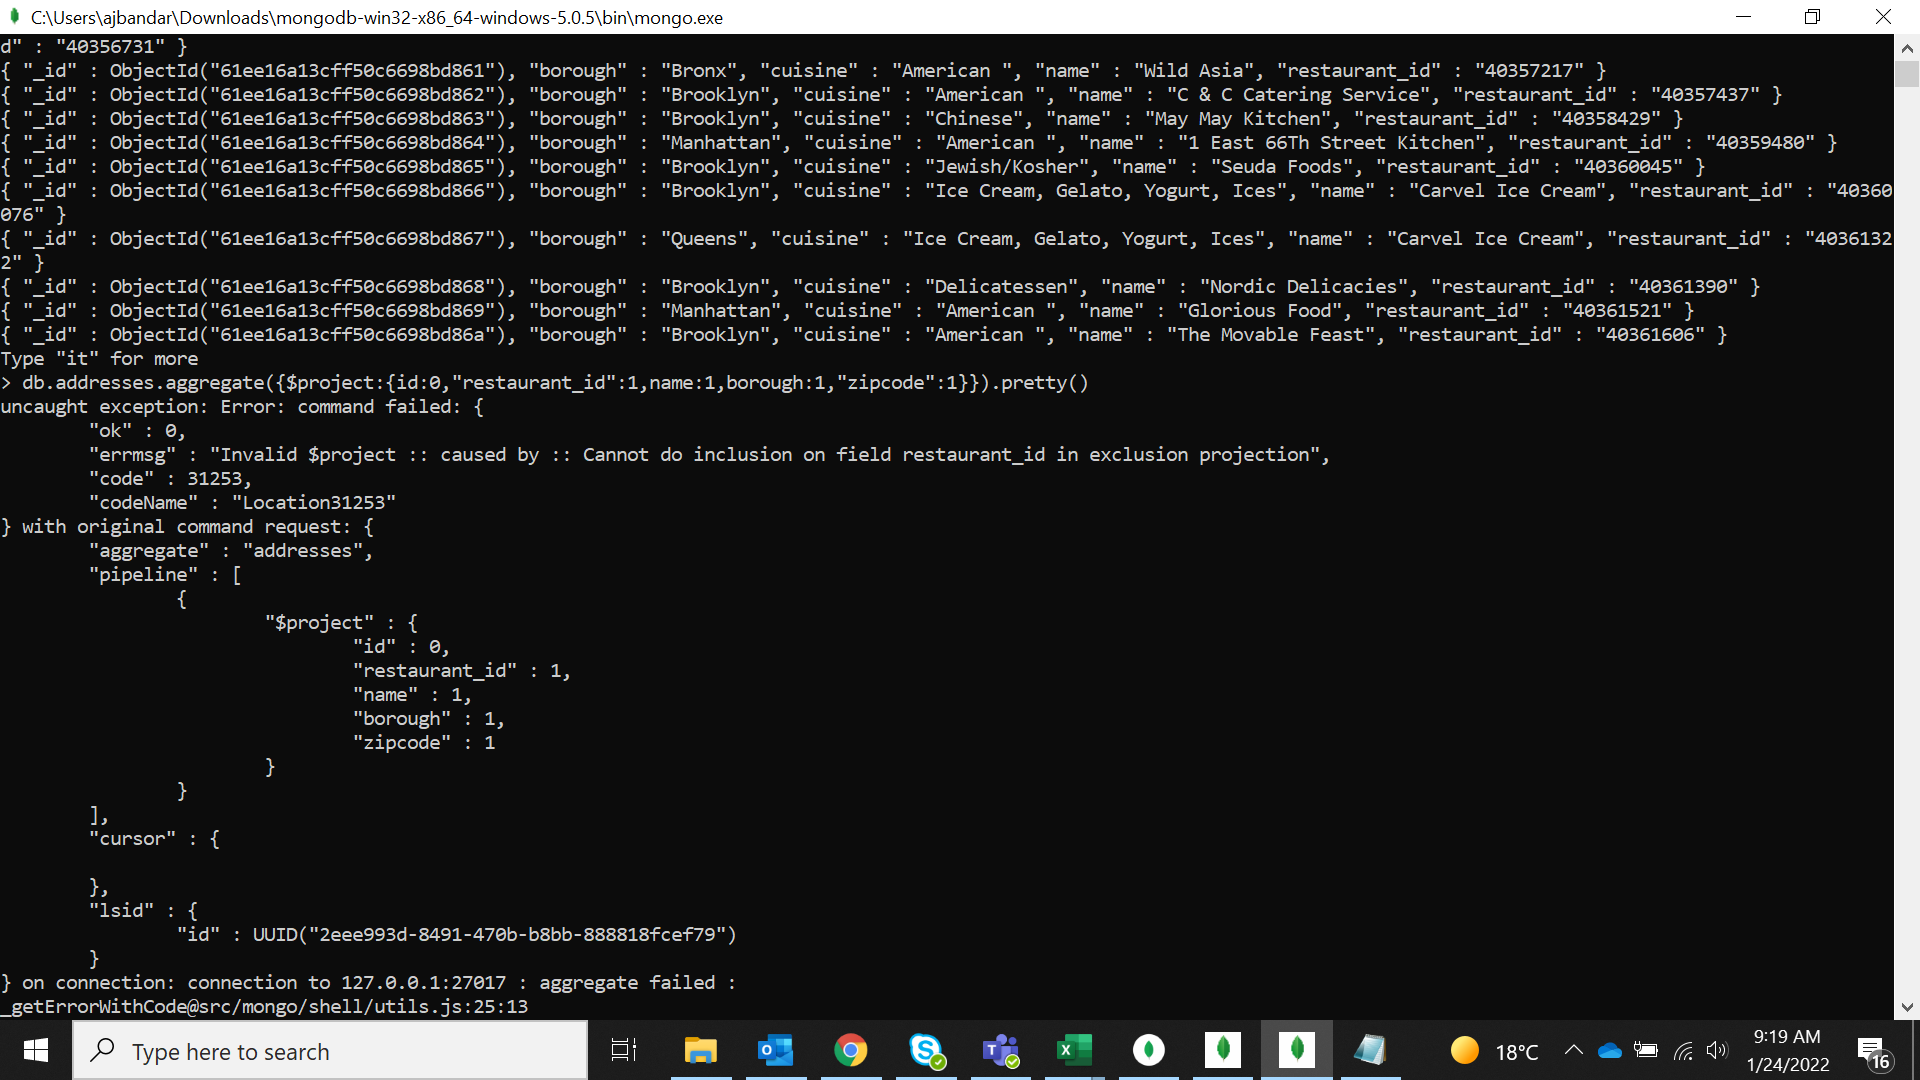 C:\Users\ajbandar\Downloads\mongodb-win32-x86_64-windows-5.0.5\bin\mongo.exe
d" : "40356731" }
{ "_id" : ObjectId("61ee16a13cff50c6698bd861"), "borough" : "Bronx", "cuisine" : "American ", "name" : "Wild Asia", "restaurant_id" : "40357217" }
{ "_id" : ObjectId("61ee16a13cff50c6698bd862"), "borough" : "Brooklyn", "cuisine" : "American ", "name" : "C & C Catering Service", "restaurant_id" : "40357437" }
{ "_id" : ObjectId("61ee16a13cff50c6698bd863"), "borough" : "Brooklyn", "cuisine" : "Chinese", "name" : "May May Kitchen", "restaurant_id" : "40358429" }
{ "_id" : ObjectId("61ee16a13cff50c6698bd864"), "borough" : "Manhattan", "cuisine" : "American ", "name" : "1 East 66Th Street Kitchen", "restaurant_id" : "40359480" }
{ "_id" : ObjectId("61ee16a13cff50c6698bd865"), "borough" : "Brooklyn", "cuisine" : "Jewish/Kosher", "name" : "Seuda Foods", "restaurant_id" : "40360045" }
{ "_id" : ObjectId("61ee16a13cff50c6698bd866"), "borough" : "Brooklyn", "cuisine" : "Ice Cream, Gelato, Yogurt, Ices", "name" : "Carvel Ice Cream", "restaurant_id" : "40360
076" }
{ "_id" : ObjectId("61ee16a13cff50c6698bd867"), "borough" : "Queens", "cuisine" : "Ice Cream, Gelato, Yogurt, Ices", "name" : "Carvel Ice Cream", "restaurant_id" : "4036132
2" }
{ "_id" : ObjectId("61ee16a13cff50c6698bd868"), "borough" : "Brooklyn", "cuisine" : "Delicatessen", "name" : "Nordic Delicacies", "restaurant_id" : "40361390" }
{ "_id" : ObjectId("61ee16a13cff50c6698bd869"), "borough" : "Manhattan", "cuisine" : "American ", "name" : "Glorious Food", "restaurant_id" : "40361521" }
{ "_id" : ObjectId("61ee16a13cff50c6698bd86a"), "borough" : "Brooklyn", "cuisine" : "American ", "name" : "The Movable Feast", "restaurant_id" : "40361606" }
Type "it" for more
> db.addresses.aggregate({$project:{id:0,"restaurant_id":1,name:1,borough:1,"zipcode":1}}).pretty()
uncaught exception: Error: command failed: {
"ok" : 0,
"errmsg" : "Invalid $project :: caused by :: Cannot do inclusion on field restaurant_id in exclusion projection",
"code" : 31253,
"codeName" : "Location31253"
} with original command request: {
"aggregate" : "addresses",
"pipeline" : [
{
"$project" : {
"id" : 0,
"restaurant_id" : 1,
"name" : 1,
"borough" : 1,
"zipcode" : 1
}
}
],
"cursor" : {
},
"lsid" : {
"id" : UUID("2eee993d-8491-470b-b8bb-888818fcef79")
}
} on connection: connection to 127.0.0.1:27017 : aggregate failed :
_getErrorWithCode@src/mongo/shell/utils.js:25:13
Type here to search
18°C
9:19 AM
1/24/2022
16